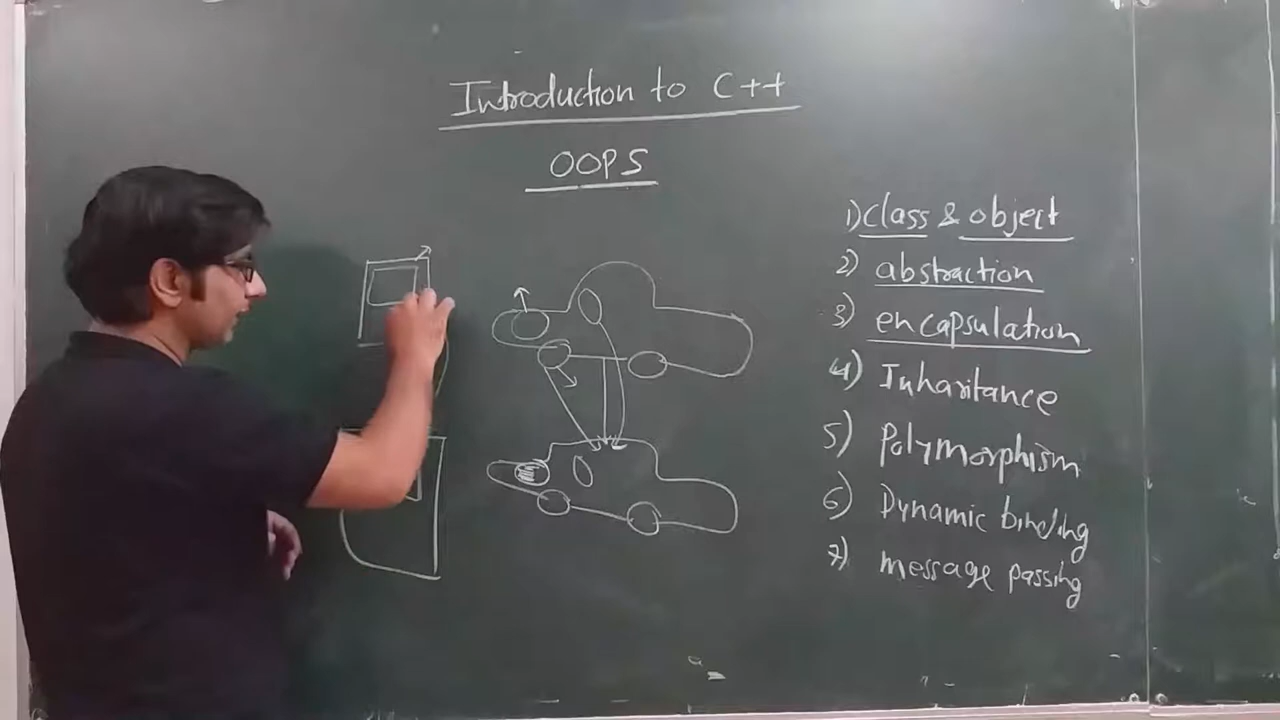 Introduction to C++
OOPS
1) class & object
2) abstraction
3) encapsulation
4) Inharitance
5) Polymorphism
6) Dynamic binding
7) message passing